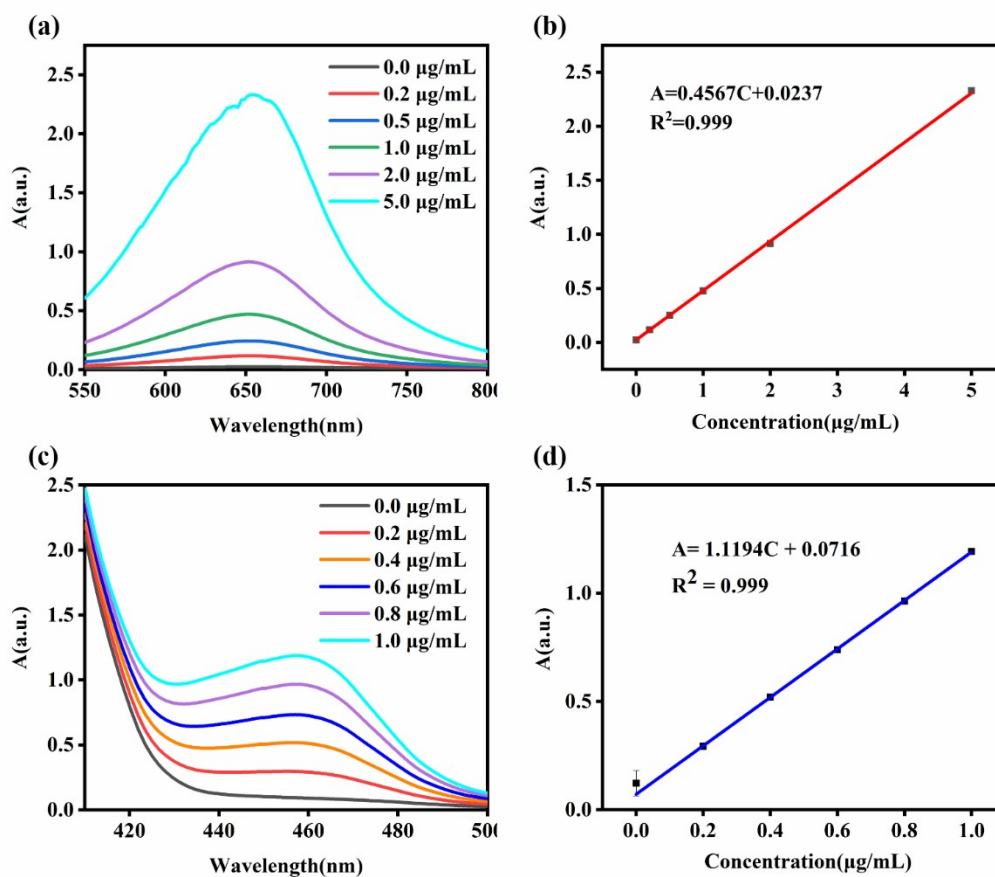 (a)
A(a.u.)
2.5
2.0
1.5
1.0
0.5
0.0
550
600
650
700
750
800
Wavelength(nm)
0.0 μg/mL
0.2 μg/mL
0.5 μg/mL
1.0 μg/mL
2.0 μg/mL
5.0 μg/mL
(b)
A(a.u.)
2.5
2.0
1.5
1.0
0.5
0.0
A=0.4567C+0.0237
R²=0.999
0
1
2
3
4
5
Concentration(μg/mL)
(c)
A(a.u.)
2.5
2.0
1.5
1.0
0.5
0.0
420
440
460
480
500
Wavelength(nm)
0.0 μg/mL
0.2 μg/mL
0.4 μg/mL
0.6 μg/mL
0.8 μg/mL
1.0 μg/mL
(d)
A(a.u.)
1.5
1.0
0.5
0.0
A= 1.1194C + 0.0716
R² = 0.999
0.0
0.2
0.4
0.6
0.8
1.0
Concentration(μg/mL)